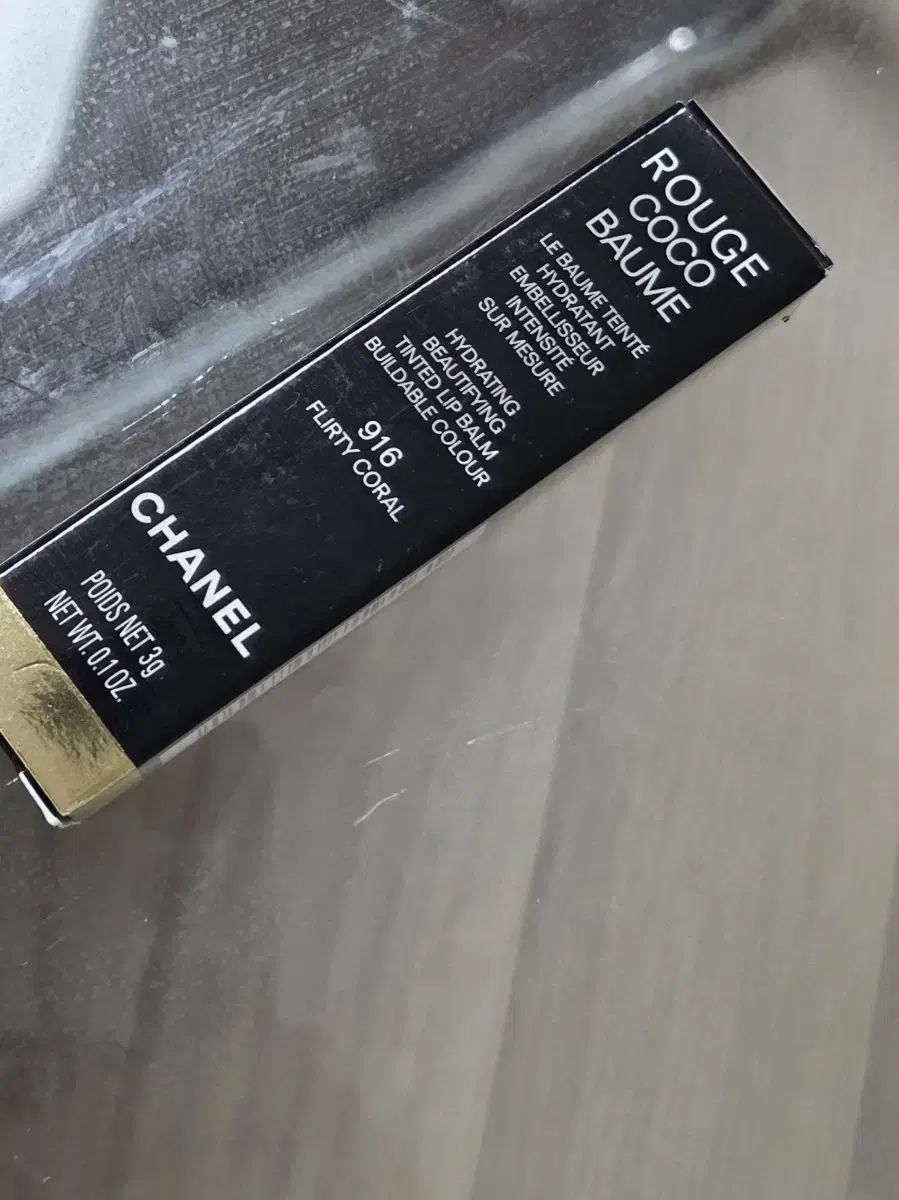 ROUGE
COCO
BAUME
LE BAUME TEINTÉ
HYDRATANT
EMBELLISSEUR
INTENSITÉ
SUR MESURE
HYDRATING
BEAUTIFYING
TINTED LIP BALM
BUILDABLE COLOUR
916
FLIRTY CORAL
CHANEL
POIDS NET 3g
NET WT. 0.1 OZ.